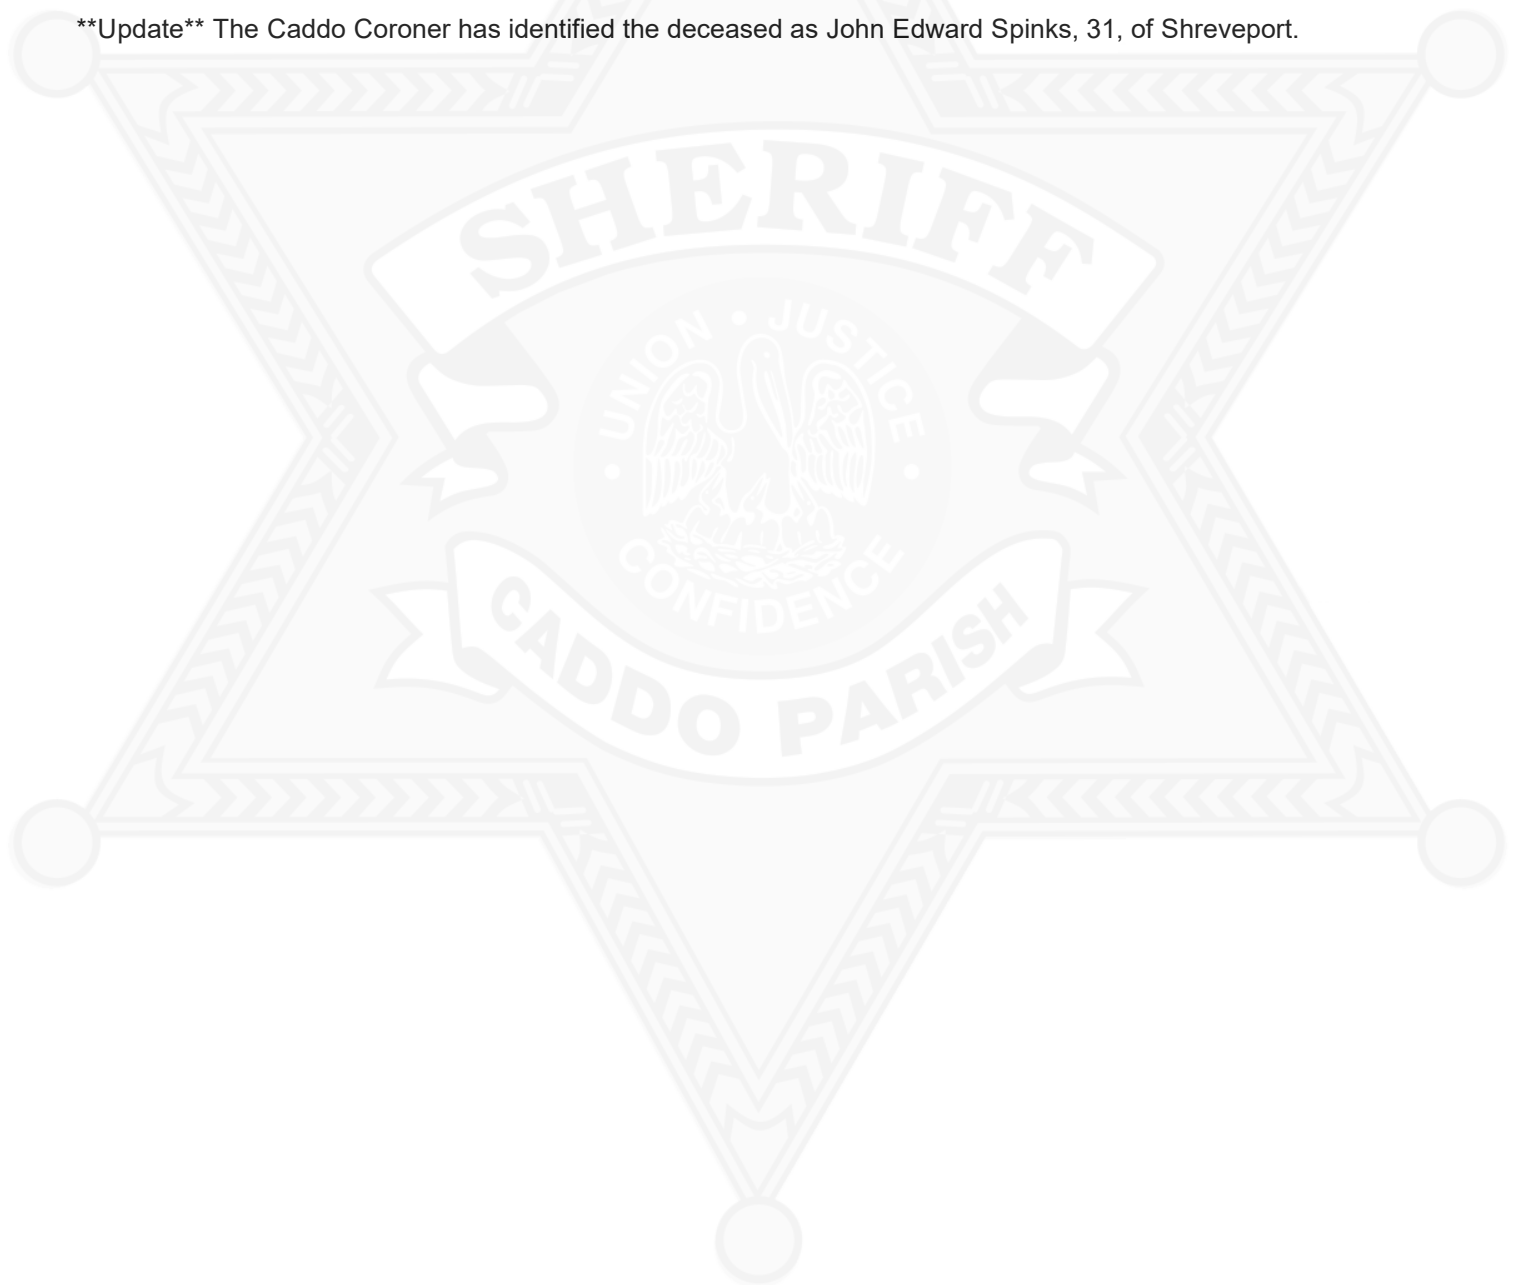 **Update** The Caddo Coroner has identified the deceased as John Edward Spinks, 31, of Shreveport.
SHERIFF
UNION • JUSTICE
• CONFIDENCE •
CADDO PARISH